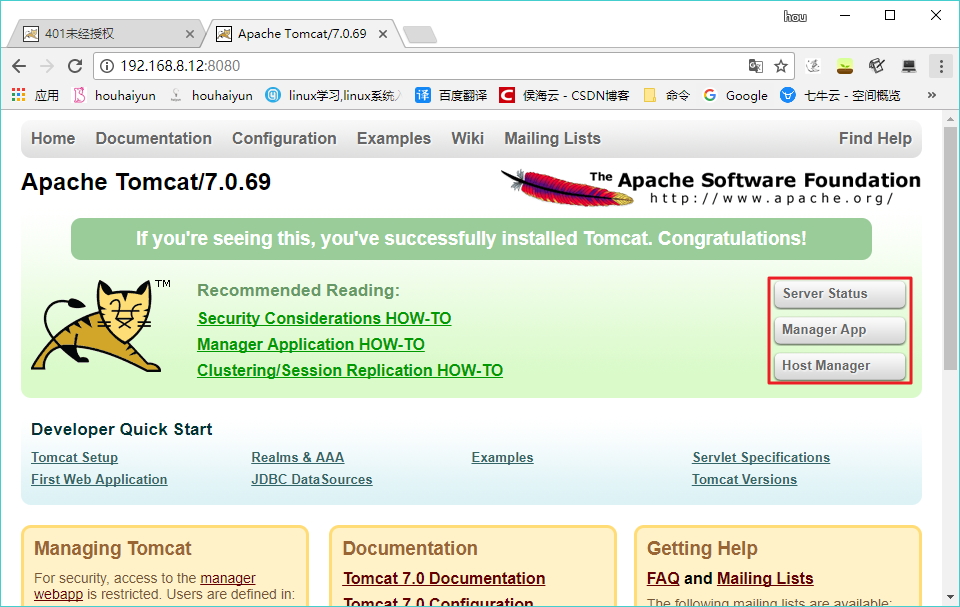 hou
401未经授权
Apache Tomcat/7.0.69
192.168.8.12:8080
应用 houhaiyun houhaiyun linux学习,linux系统 百度翻译 侯海云 - CSDN博客 命令 Google 七牛云 - 空间概览 »
Home Documentation Configuration Examples Wiki Mailing Lists Find Help
Apache Tomcat/7.0.69
The Apache Software Foundation
http://www.apache.org/
If you're seeing this, you've successfully installed Tomcat. Congratulations!
TM
Recommended Reading:
Security Considerations HOW-TO
Manager Application HOW-TO
Clustering/Session Replication HOW-TO
Server Status
Manager App
Host Manager
Developer Quick Start
Tomcat Setup
First Web Application
Realms & AAA
JDBC DataSources
Examples
Servlet Specifications
Tomcat Versions
Managing Tomcat
For security, access to the manager
webapp is restricted. Users are defined in:
Documentation
Tomcat 7.0 Documentation
Tomcat 7.0 Configuration
Getting Help
FAQ and Mailing Lists
The following mailing lists are available: